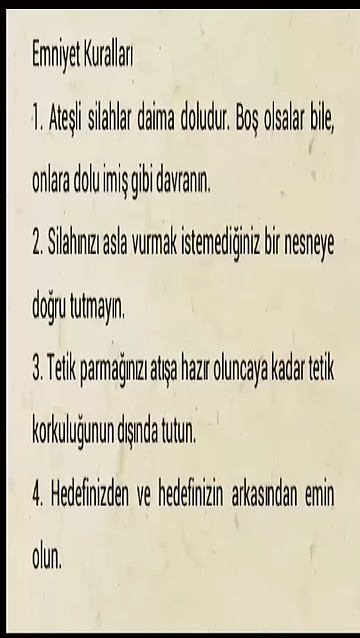 Emniyet Kuralları
1. Ateşli silahlar daima doludur. Boş olsalar bile,
onlara dolu imiş gibi davranın.
2. Silahınızı asla vurmak istemediğiniz bir nesneye
doğru tutmayın.
3. Tetik parmağınızı atışa hazır oluncaya kadar tetik
korkuluğunun dışında tutun.
4. Hedefinizden ve hedefinizin arkasından emin
olun.